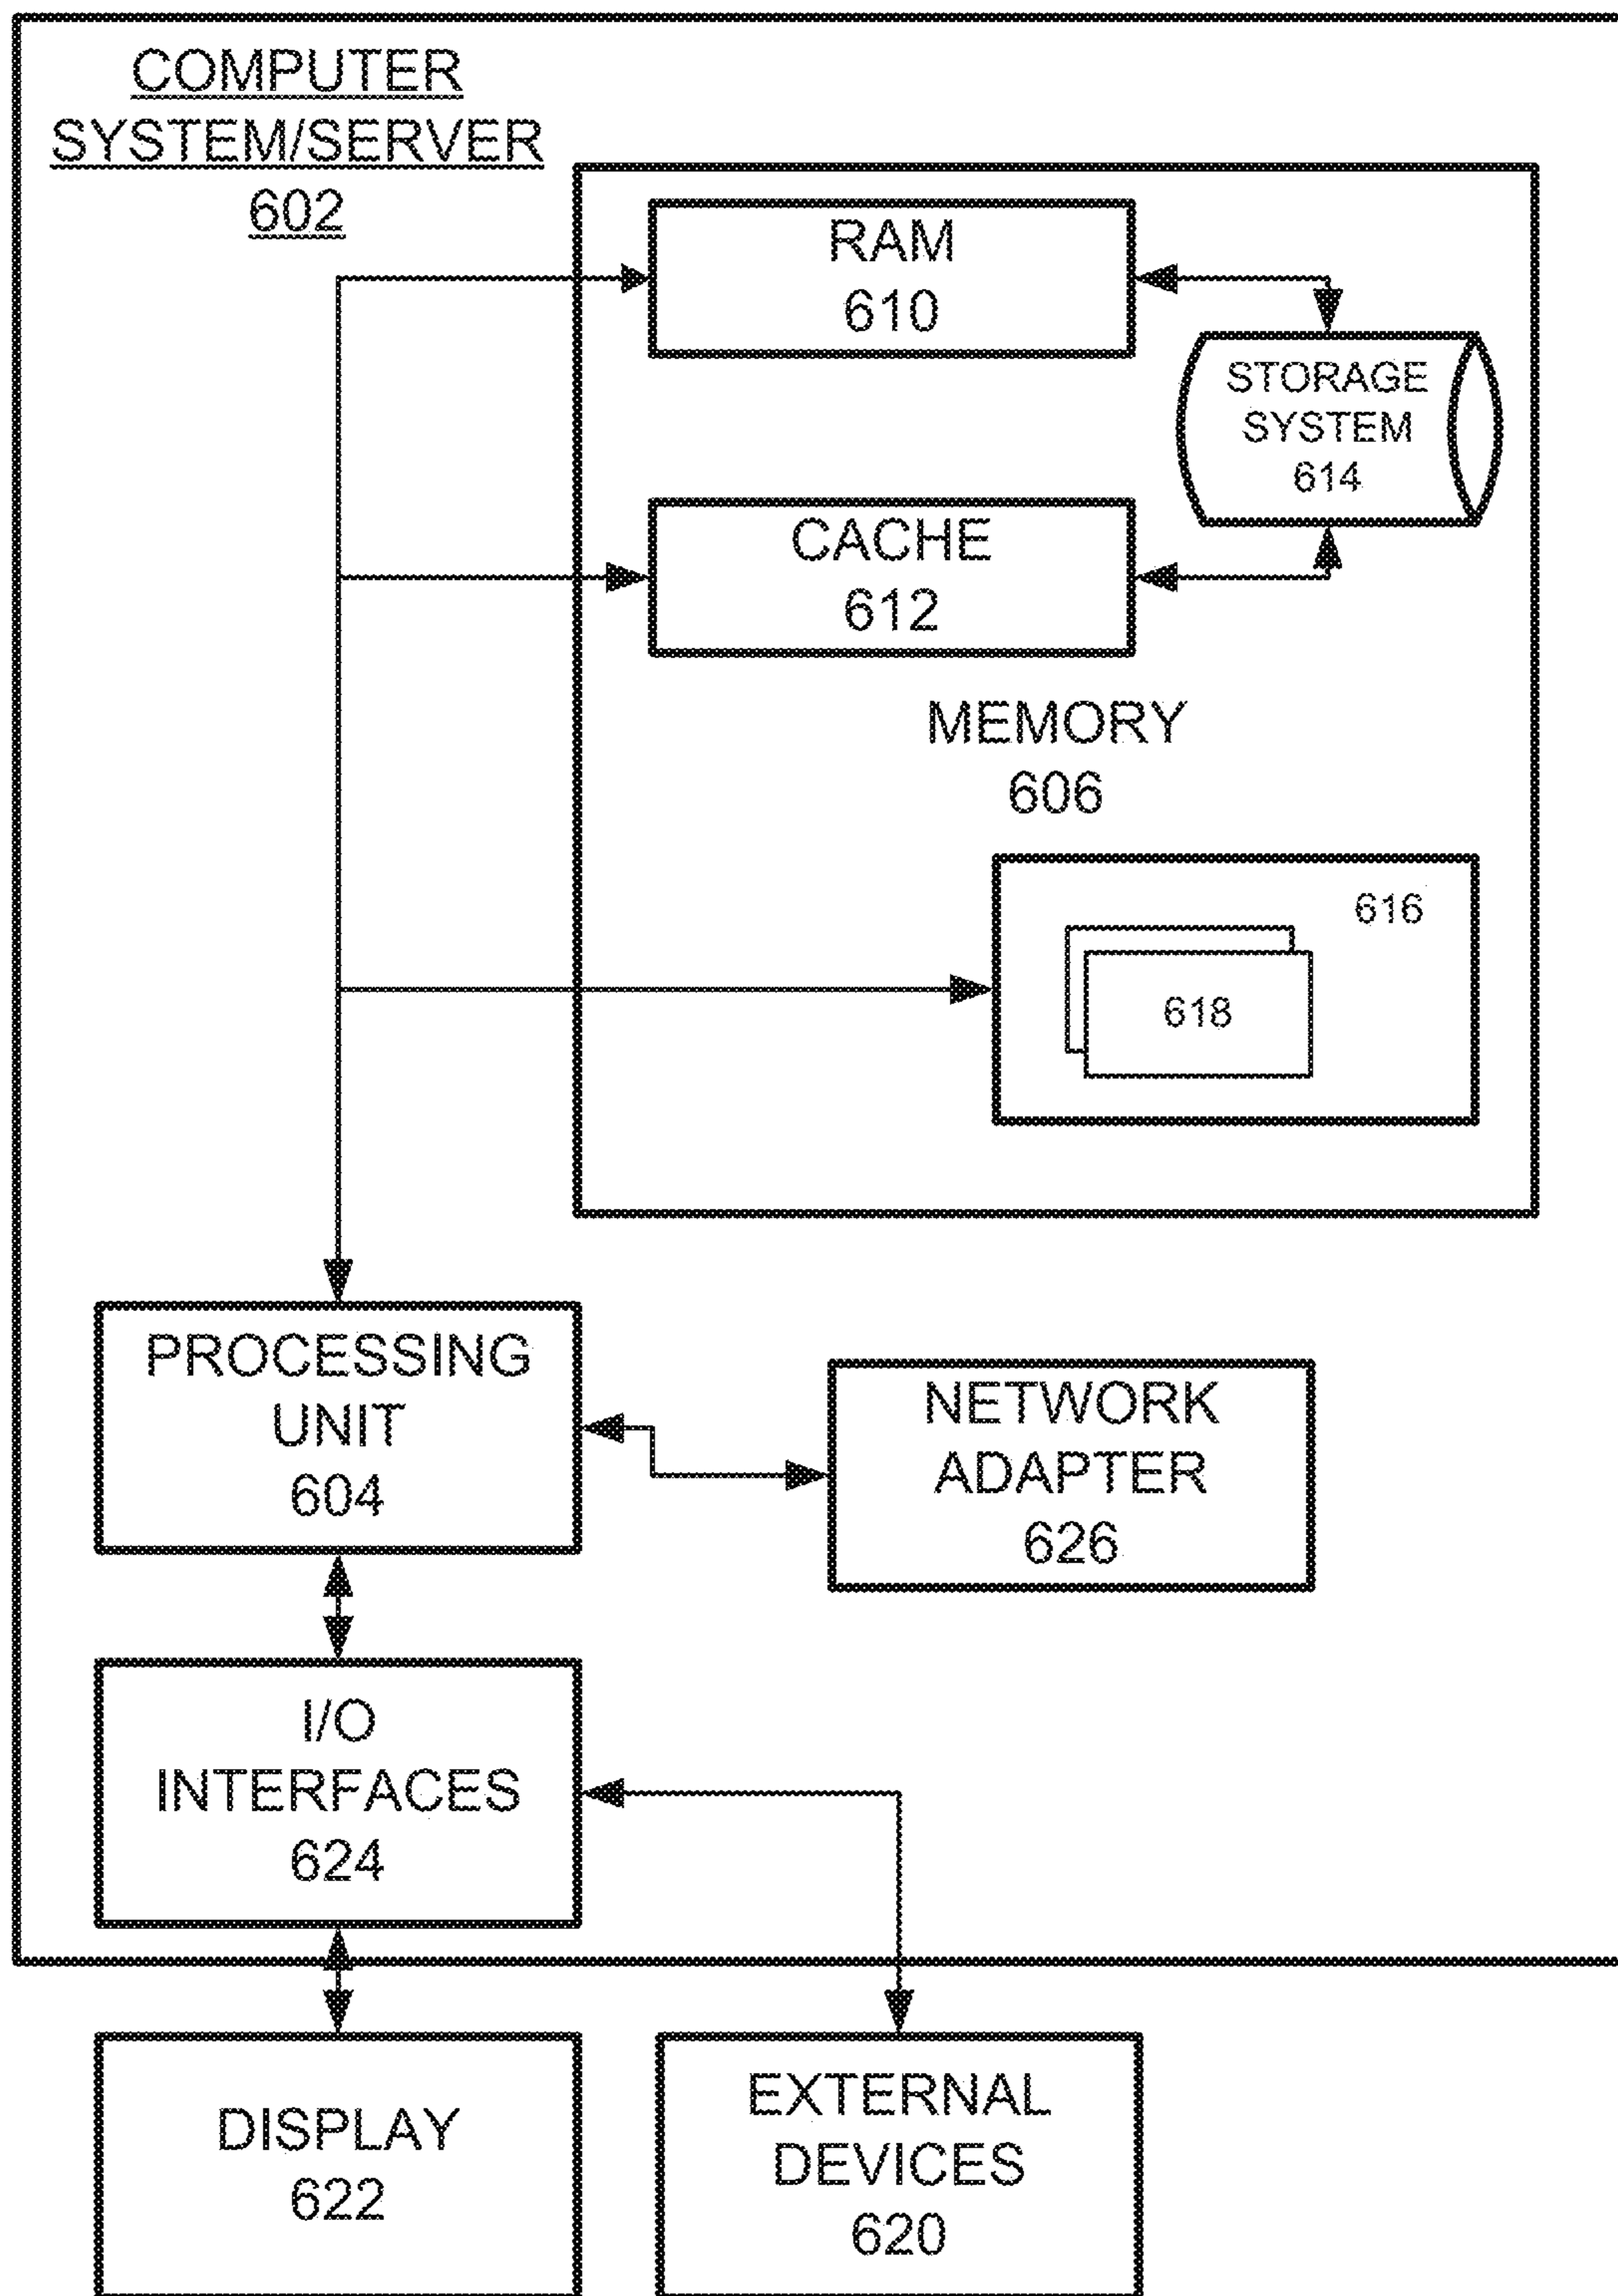 COMPUTER
SYSTEM/SERVER
602
RAM
610
STORAGE
SYSTEM
614
CACHE
612
MEMORY
606
616
618
PROCESSING
UNIT
604
NETWORK
ADAPTER
626
I/O
INTERFACES
624
DISPLAY
622
EXTERNAL
DEVICES
620